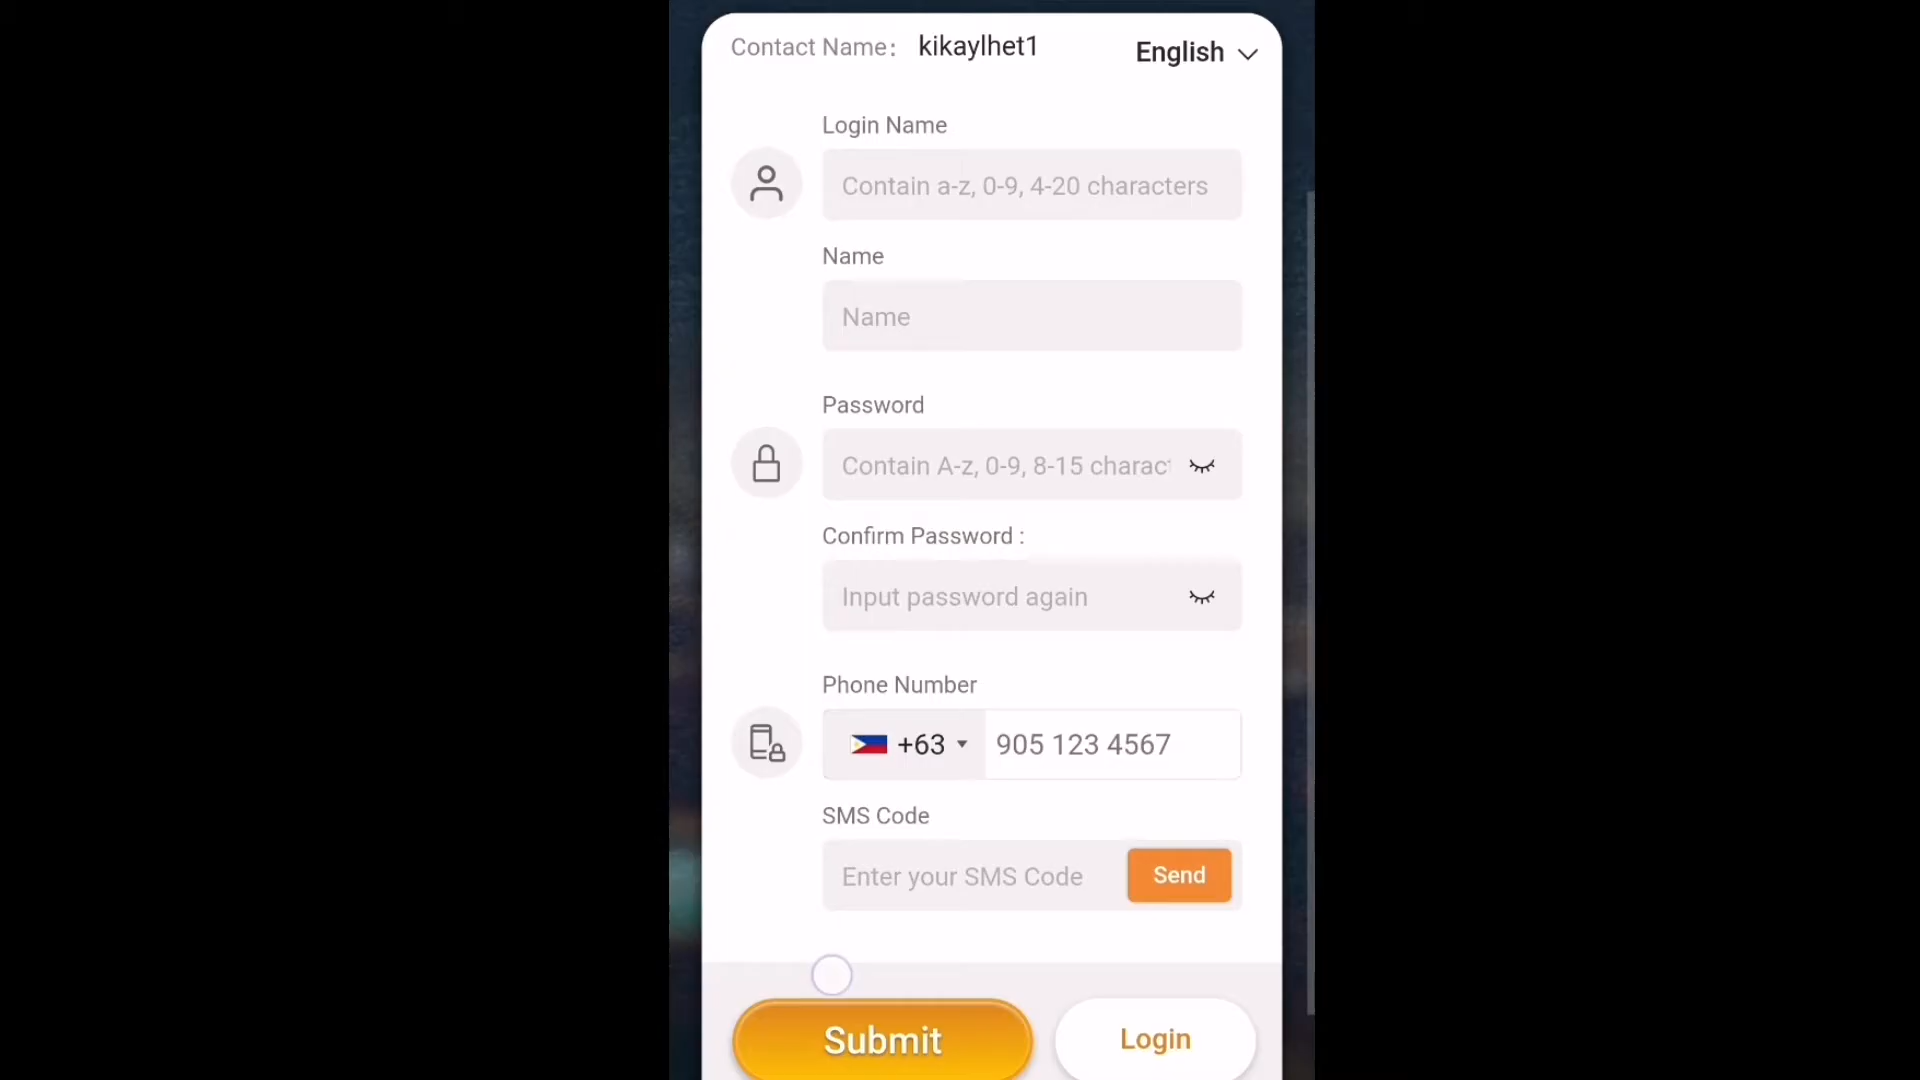 Contact Name: kikaylhet1 English
Login Name
Contain a-z, 0-9, 4-20 characters
Name
Name
Password
Contain A-z, 0-9, 8-15 charac
Confirm Password :
Input password again
Phone Number
+63 905 123 4567
SMS Code
Enter your SMS Code Send
Submit Login